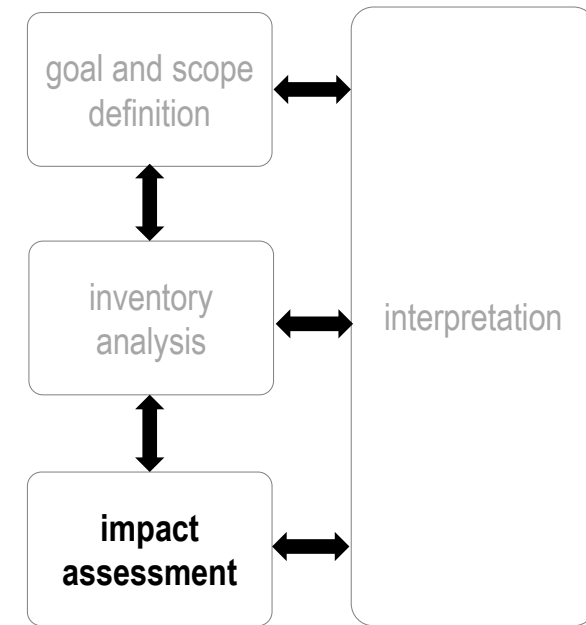 goal and scope
definition
inventory
analysis
interpretation
impact
assessment